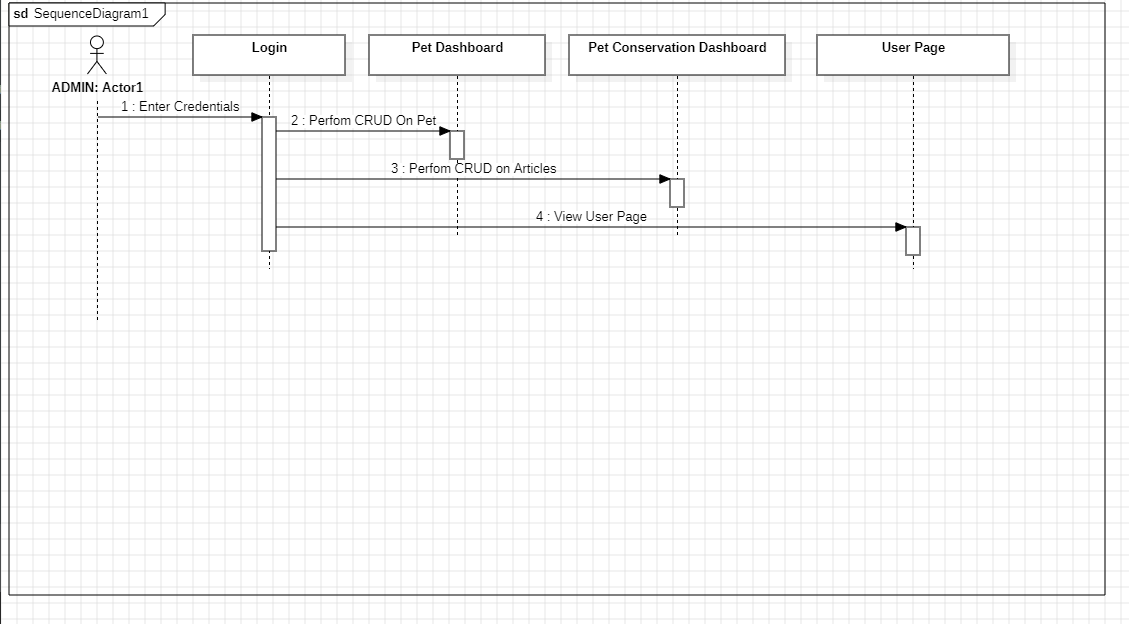 sd SequenceDiagram1
Login
Pet Dashboard
Pet Conservation Dashboard
User Page
ADMIN: Actor1
1 : Enter Credentials
2 : Perfom CRUD On Pet
3 : Perfom CRUD on Articles
4 : View User Page